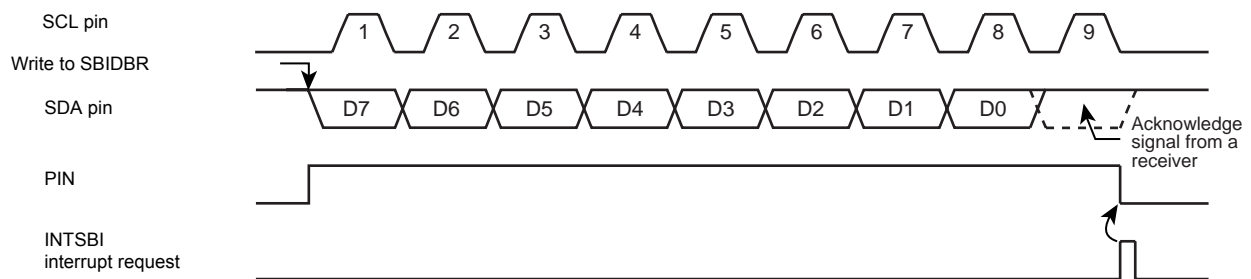 SCL pin
1 2 3 4 5 6 7 8 9
Write to SBIDBR
SDA pin
D7 D6 D5 D4 D3 D2 D1 D0
Acknowledge
signal from a
receiver
PIN
INTSBI
interrupt request